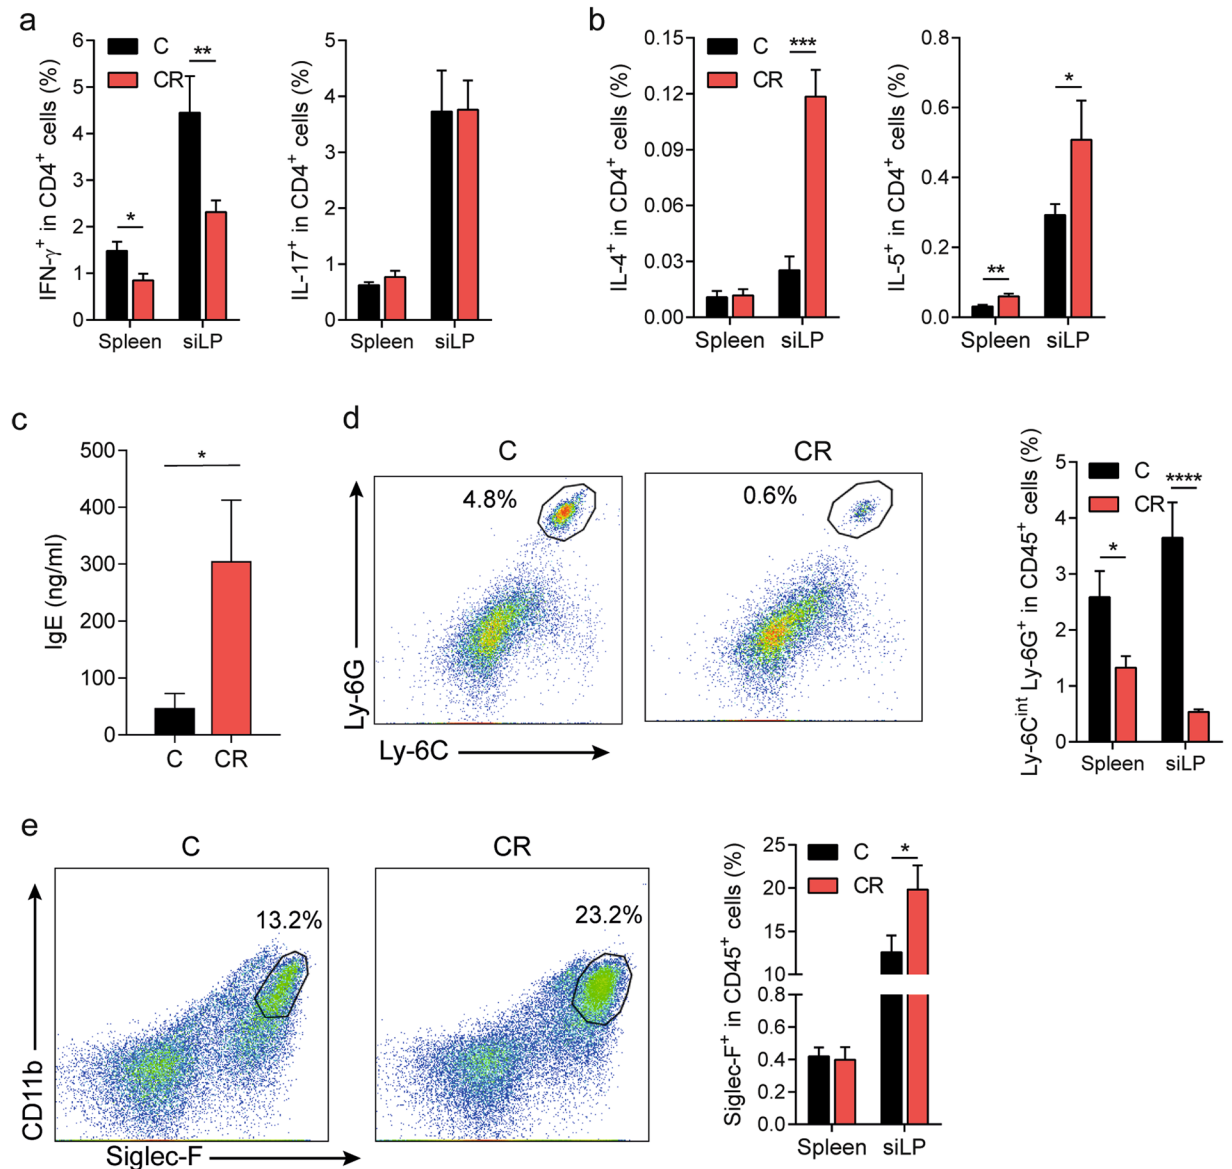 a
IFN-γ⁺ in CD4⁺ cells (%)
6
5
4
3
2
1
0
C
CR
*
**
Spleen
siLP
IL-17⁺ in CD4⁺ cells (%)
5
4
3
2
1
0
Spleen
siLP
b
IL-4⁺ in CD4⁺ cells (%)
0.15
0.12
0.09
0.06
0.03
0.00
C
CR
***
Spleen
siLP
IL-5⁺ in CD4⁺ cells (%)
0.8
0.6
0.4
0.2
0.0
**
*
Spleen
siLP
c
IgE (ng/ml)
500
400
300
200
100
0
*
C
CR
d
C
4.8%
CR
0.6%
Ly-6G
Ly-6C
Ly-6Cⁱⁿᵗ Ly-6G⁺ in CD45⁺ cells (%)
5
4
3
2
1
0
C
CR
*
****
Spleen
siLP
e
C
13.2%
CR
23.2%
CD11b
Siglec-F
Siglec-F⁺ in CD45⁺ cells (%)
25
20
15
10
0.8
0.6
0.4
0.2
0.0
C
CR
*
Spleen
siLP